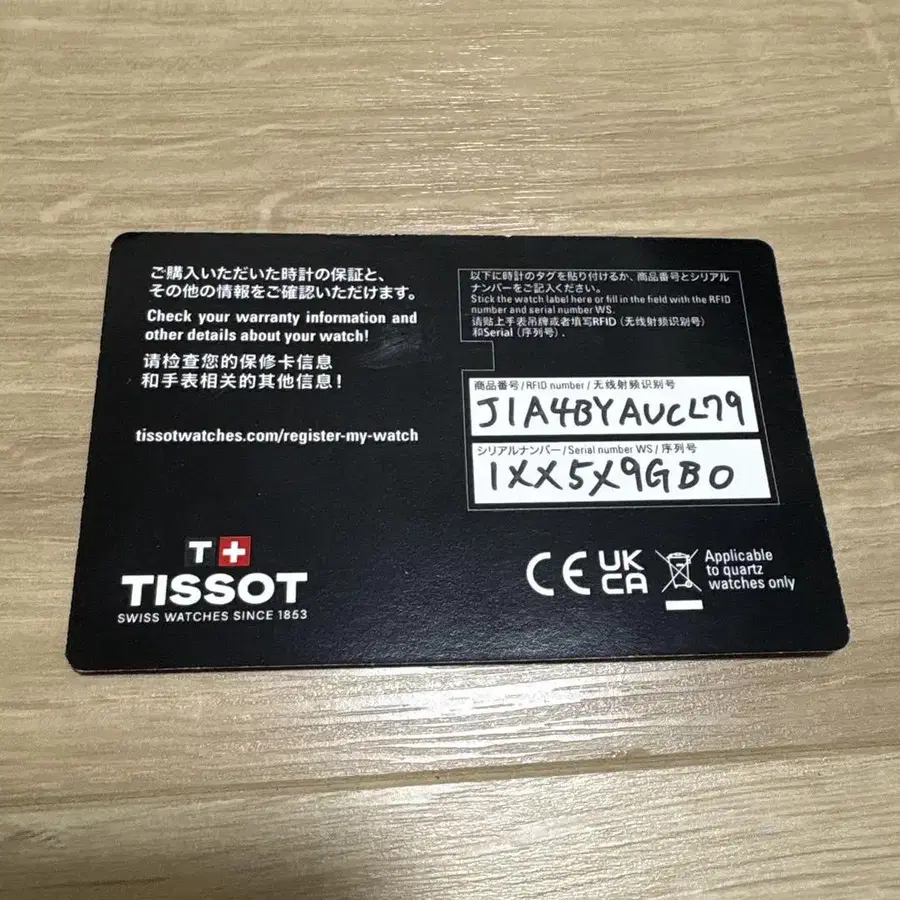 ご購入いただいた時計の保証と、
その他の情報をご確認いただけます。
Check your warranty information and
other details about your watch!
请检查您的保修卡信息
和手表相关的其他信息！
tissotwatches.com/register-my-watch
T+
TISSOT
SWISS WATCHES SINCE 1853
以下に時計のタグを貼り付けるか、商品番号とシリアル
ナンバーをご記入ください。
Stick the watch label here or fill in the field with the RFID
number and serial number WS.
请贴上手表吊牌或者填写RFID（无线射频识别号）
和Serial（序列号）.
商品番号/RFID number/无线射频识别号
J1A4BYAUCL79
シリアルナンバー/Serial number WS/序列号
1XX5X9GB0
CE UK
CA
Applicable
to quartz
watches only